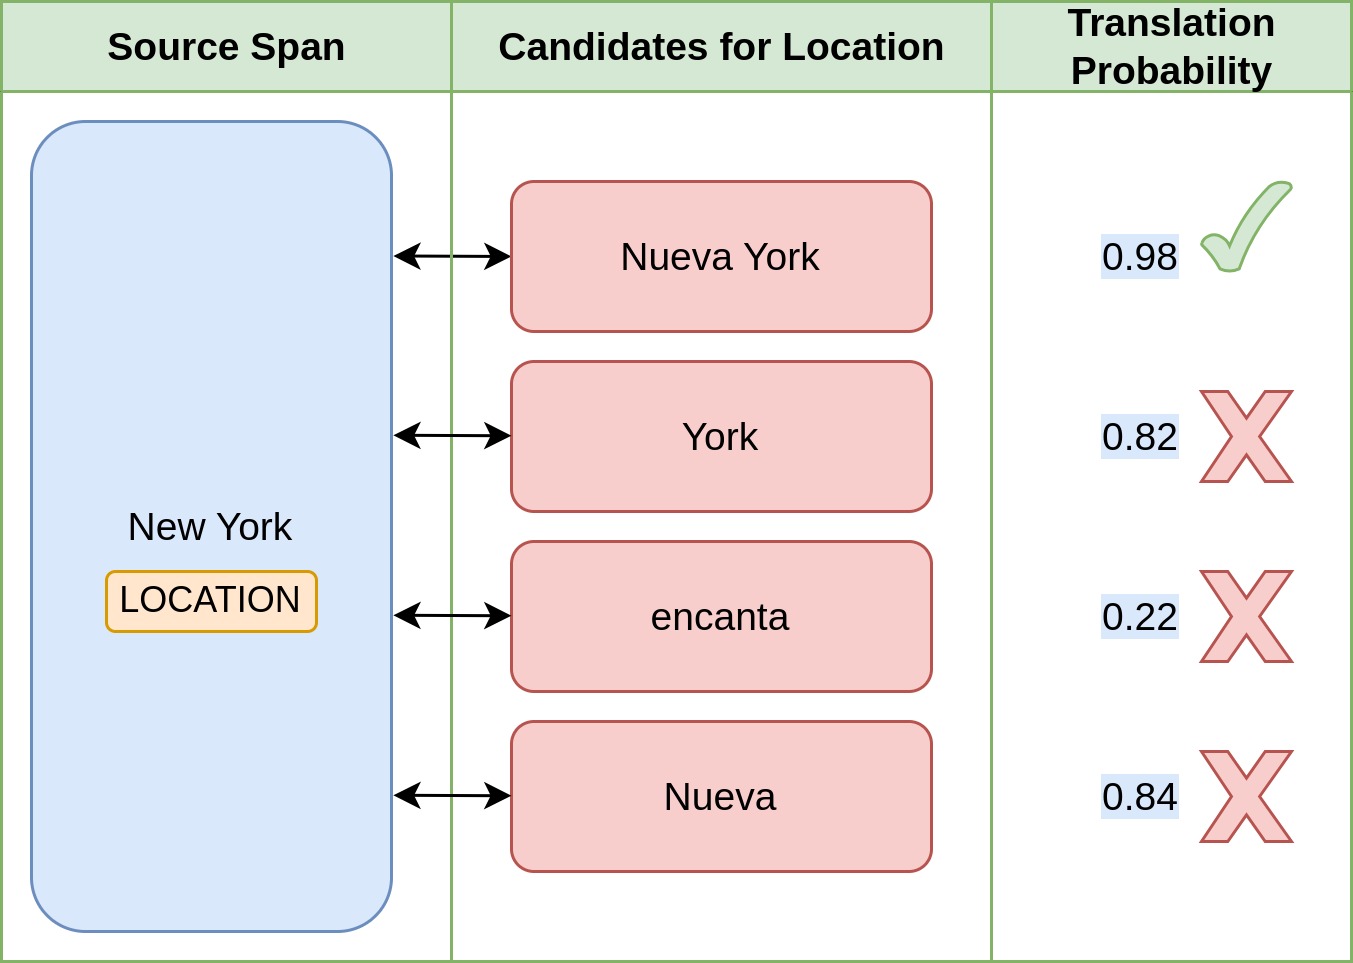 Source Span
Candidates for Location
Translation
Probability
New York
LOCATION
Nueva York
0.98
York
0.82
encanta
0.22
Nueva
0.84